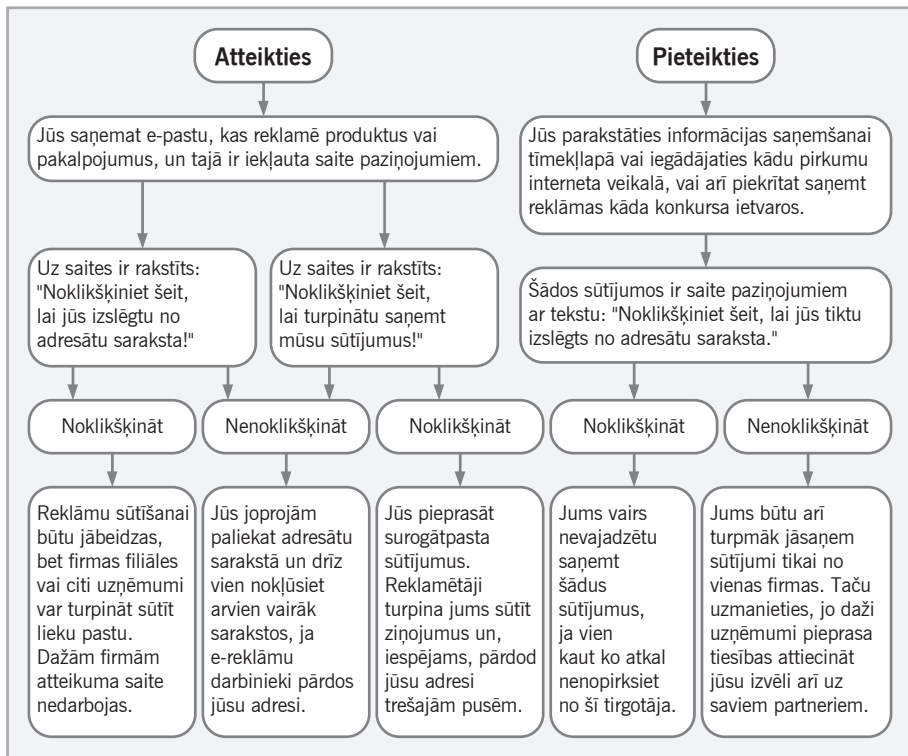 Atteikties
Jūs saņemat e-pastu, kas reklamē produktus vai
pakalpojumus, un tajā ir iekļauta saite paziņojumiem.
Uz saites ir rakstīts:
"Noklikšķiniet šeit,
lai jūs izslēgtu no
adresātu saraksta!"
Uz saites ir rakstīts:
"Noklikšķiniet šeit,
lai turpinātu saņemt
mūsu sūtījumus!"
Noklikšķināt
Nenoklikšķināt
Noklikšķināt
Reklāmu sūtīšanai
būtu jābeidzas,
bet firmas filiāles
vai citi uzņēmumi
var turpināt sūtīt
lieku pastu.
Dažām firmām
atteikuma saite
nedarbojas.
Jūs joprojām
paliekat adresātu
sarakstā un drīz
vien nokļūsiet
arvien vairāk
sarakstos, ja
e-reklāmu
darbinieki pārdos
jūsu adresi.
Jūs pieprasāt
surogātpasta
sūtījumus.
Reklamētāji
turpina jums sūtīt
ziņojumus un,
iespējams, pārdod
jūsu adresi
trešajām pusēm.
Pieteikties
Jūs parakstāties informācijas saņemšanai
tīmekļlapā vai iegādājaties kādu pirkumu
interneta veikalā, vai arī piekrītat saņemt
reklāmas kāda konkursa ietvaros.
Šādos sūtījumos ir saite paziņojumiem
ar tekstu: "Noklikšķiniet šeit, lai jūs tiktu
izslēgts no adresātu saraksta."
Noklikšķināt
Nenoklikšķināt
Jums vairs
nevajadzētu
saņemt
šādus
sūtījumus,
ja vien
kaut ko atkal
nenopirksiet
no šī tirgotāja.
Jums būtu arī
turpmāk jāsaņem
sūtījumi tikai no
vienas firmas. Taču
uzmanieties, jo daži
uzņēmumi pieprasa
tiesības attiecināt
jūsu izvēli arī uz
saviem partneriem.